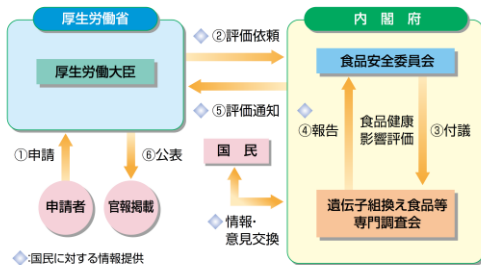 厚生労働省
厚生労働大臣
①申請
⑥公表
申請者
官報掲載
◈:国民に対する情報提供
②評価依頼
⑤評価通知
国 民
情報・
意見交換
内 閣 府
食品安全委員会
④報告
食品健康
影響評価
③付議
遺伝子組換え食品等
専門調査会